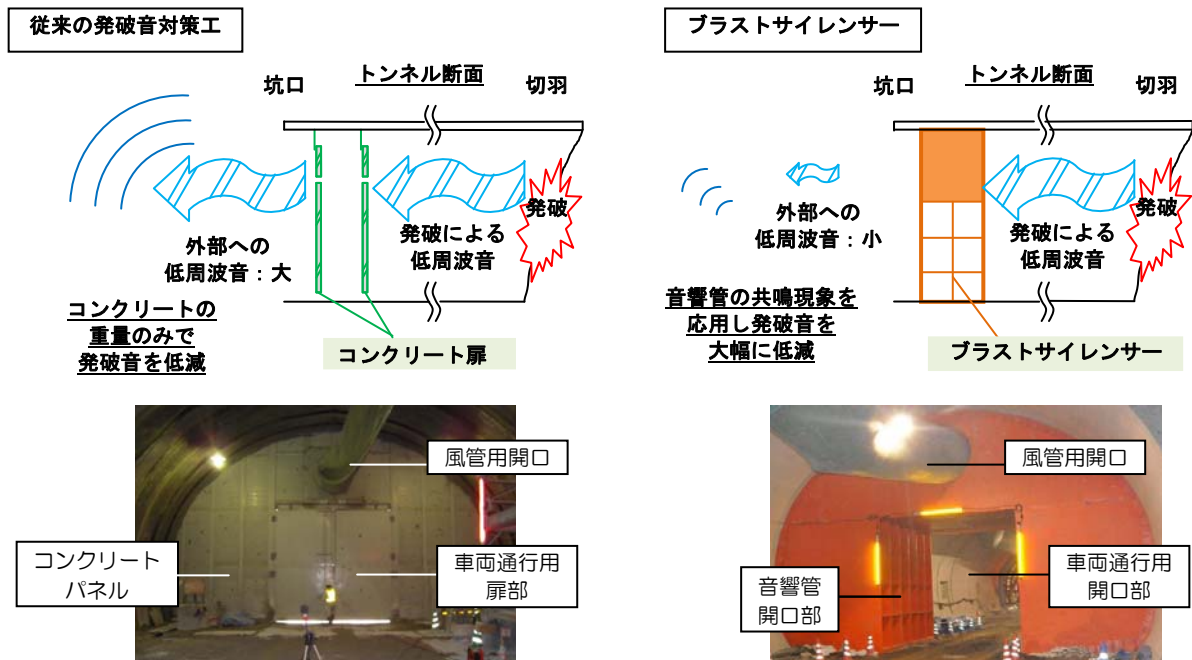 従来の発破音対策工
坑口
トンネル断面
切羽
発破
外部への
低周波音：大
発破による
低周波音
コンクリートの
重量のみで
発破音を低減
コンクリート扉
風管用開口
コンクリート
パネル
車両通行用
扉部
ブラストサイレンサー
坑口
トンネル断面
切羽
発破
外部への
低周波音：小
発破による
低周波音
音響管の共鳴現象を
応用し発破音を
大幅に低減
ブラストサイレンサー
風管用開口
音響管
開口部
車両通行用
開口部